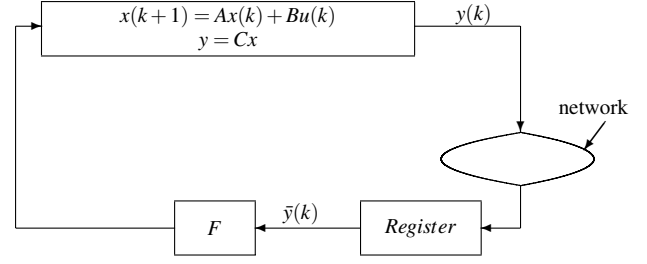 x(k+1) = Ax(k) + Bu(k)
y = Cx
y(k)
network
F
ȳ(k)
Register